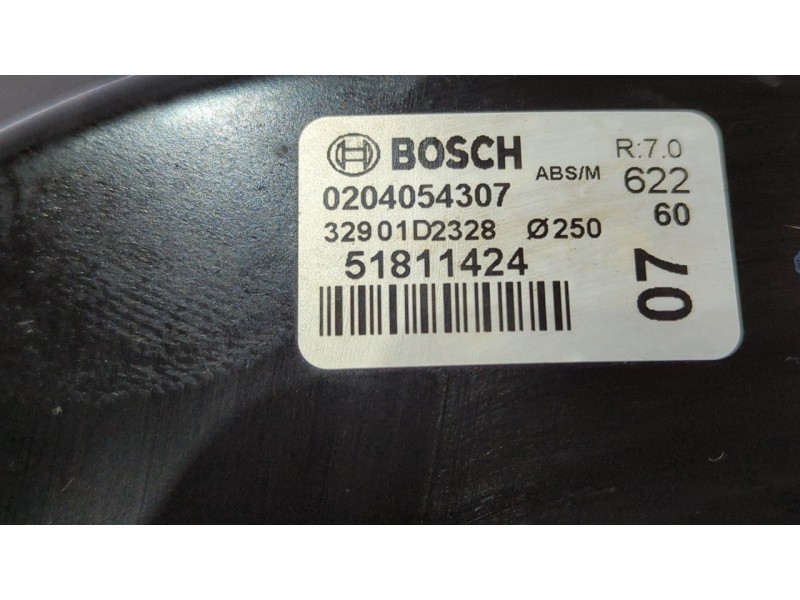 BOSCH R:7.0
0204054307 ABS/M 622
32901D2328 Ø250 60
51811424 07